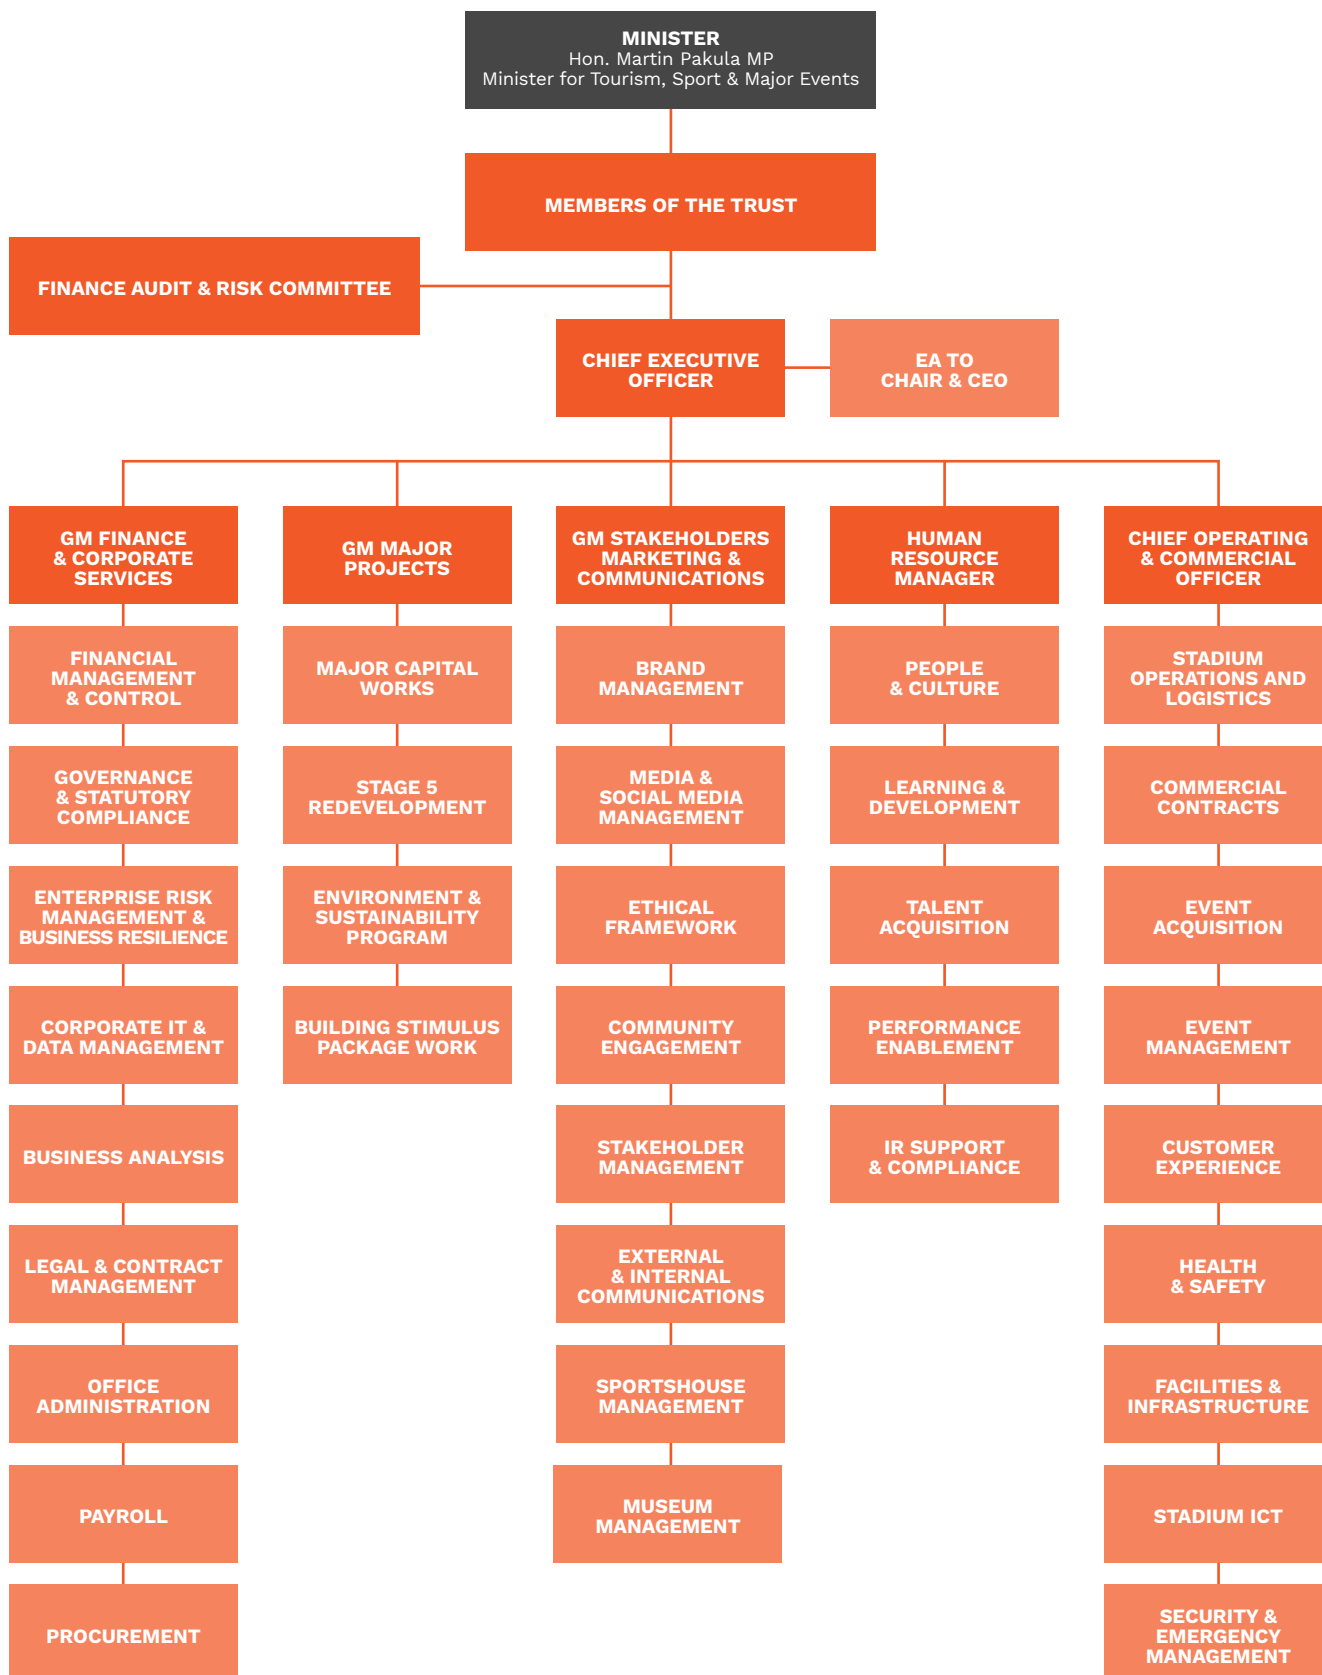 MINISTER
Hon. Martin Pakula MP
Minister for Tourism, Sport & Major Events
MEMBERS OF THE TRUST
FINANCE AUDIT & RISK COMMITTEE
CHIEF EXECUTIVE
OFFICER
EA TO
CHAIR & CEO
GM FINANCE
& CORPORATE
SERVICES
FINANCIAL
MANAGEMENT
& CONTROL
GOVERNANCE
& STATUTORY
COMPLIANCE
ENTERPRISE RISK
MANAGEMENT &
BUSINESS RESILIENCE
CORPORATE IT &
DATA MANAGEMENT
BUSINESS ANALYSIS
LEGAL & CONTRACT
MANAGEMENT
OFFICE
ADMINISTRATION
PAYROLL
PROCUREMENT
GM MAJOR
PROJECTS
MAJOR CAPITAL
WORKS
STAGE 5
REDEVELOPMENT
ENVIRONMENT &
SUSTAINABILITY
PROGRAM
BUILDING STIMULUS
PACKAGE WORK
GM STAKEHOLDERS
MARKETING &
COMMUNICATIONS
BRAND
MANAGEMENT
MEDIA &
SOCIAL MEDIA
MANAGEMENT
ETHICAL
FRAMEWORK
COMMUNITY
ENGAGEMENT
STAKEHOLDER
MANAGEMENT
EXTERNAL
& INTERNAL
COMMUNICATIONS
SPORTSHOUSE
MANAGEMENT
MUSEUM
MANAGEMENT
HUMAN
RESOURCE
MANAGER
PEOPLE
& CULTURE
LEARNING &
DEVELOPMENT
TALENT
ACQUISITION
PERFORMANCE
ENABLEMENT
IR SUPPORT
& COMPLIANCE
CHIEF OPERATING
& COMMERCIAL
OFFICER
STADIUM
OPERATIONS AND
LOGISTICS
COMMERCIAL
CONTRACTS
EVENT
ACQUISITION
EVENT
MANAGEMENT
CUSTOMER
EXPERIENCE
HEALTH
& SAFETY
FACILITIES &
INFRASTRUCTURE
STADIUM ICT
SECURITY &
EMERGENCY
MANAGEMENT